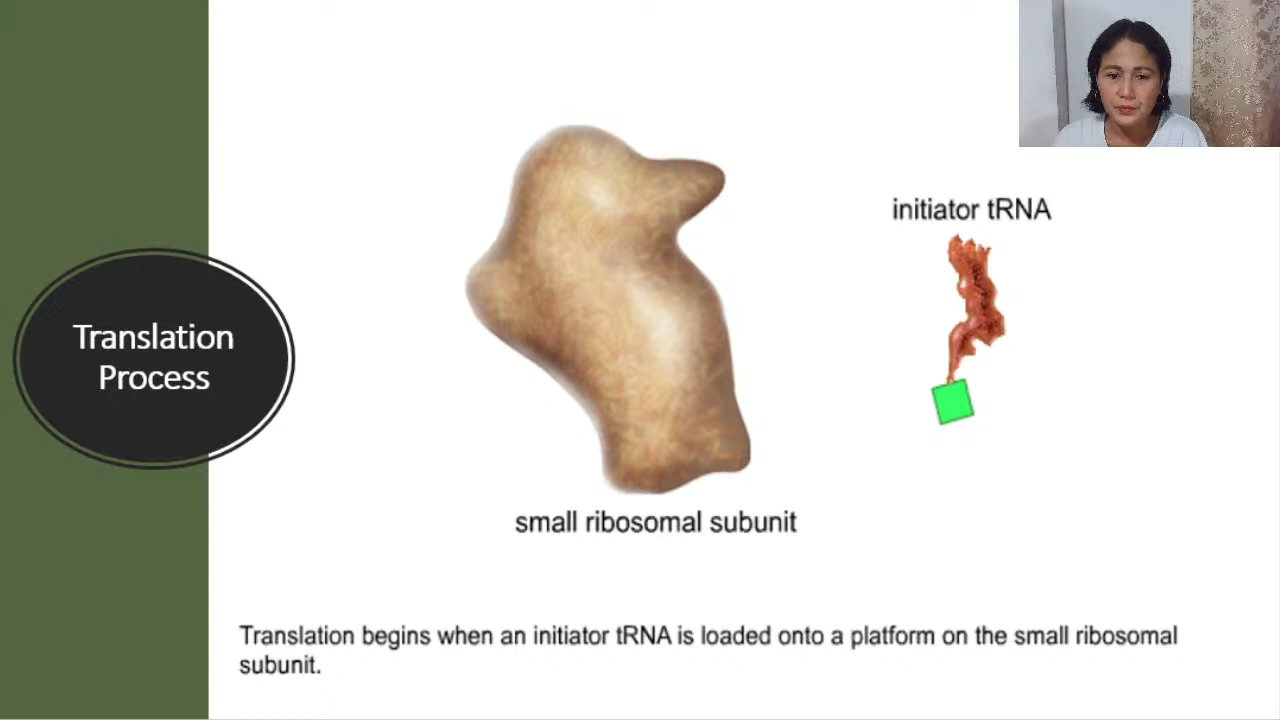 Translation
Process
initiator tRNA
small ribosomal subunit
Translation begins when an initiator tRNA is loaded onto a platform on the small ribosomal
subunit.